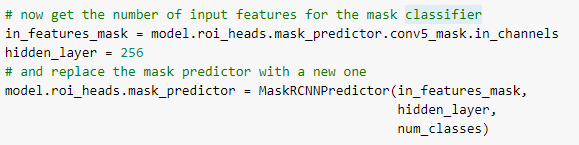 # now get the number of input features for the mask classifier
in_features_mask = model.roi_heads.mask_predictor.conv5_mask.in_channels
hidden_layer = 256
# and replace the mask predictor with a new one
model.roi_heads.mask_predictor = MaskRCNNPredictor(in_features_mask,
hidden_layer,
num_classes)